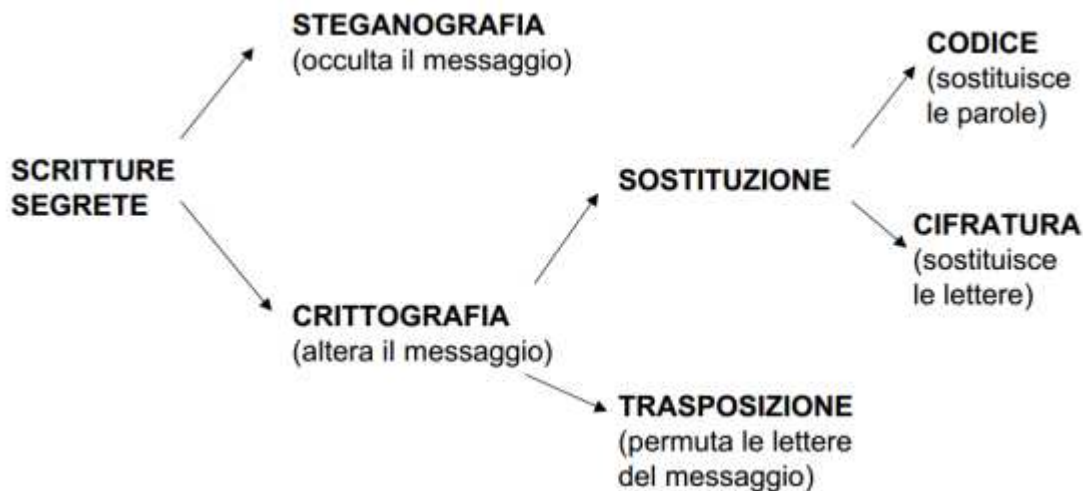 STEGANOGRAFIA
(occulta il messaggio)
CODICE
(sostituisce
le parole)
SCRITTURE
SEGRETE
SOSTITUZIONE
CIFRATURA
(sostituisce
le lettere)
CRITTOGRAFIA
(altera il messaggio)
TRASPOSIZIONE
(permuta le lettere
del messaggio)